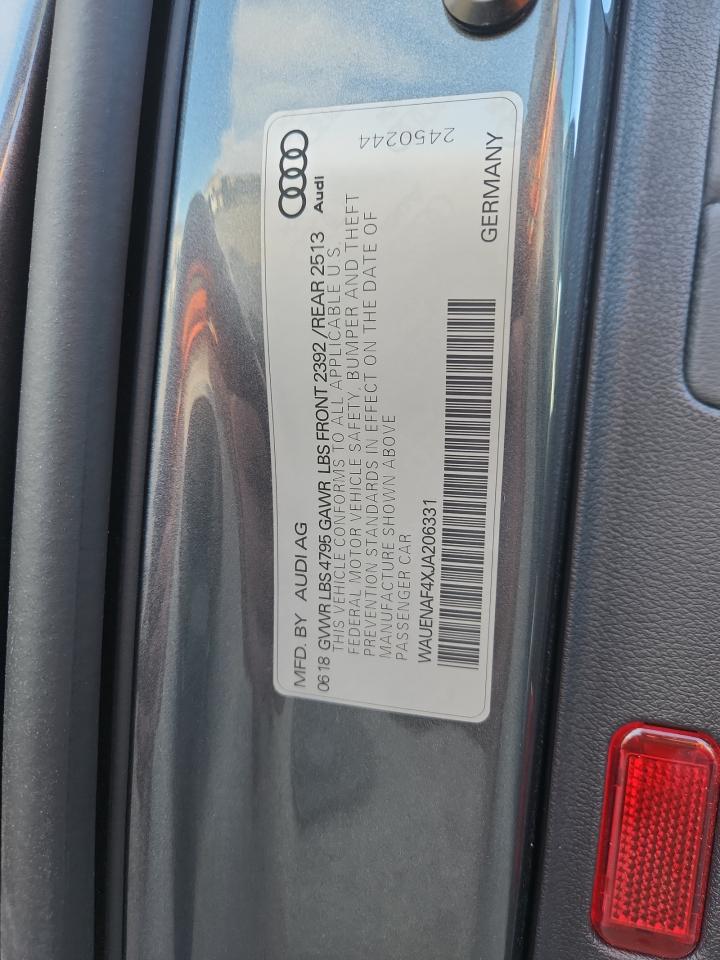 MFD. BY AUDI AG
0618 GVWR LBS 4795 GAWR LBS FRONT 2392 / REAR 2513
THIS VEHICLE CONFORMS TO ALL APPLICABLE U.S.
FEDERAL MOTOR VEHICLE SAFETY, BUMPER AND THEFT
PREVENTION STANDARDS IN EFFECT ON THE DATE OF
MANUFACTURE SHOWN ABOVE
PASSENGER CAR
WAUENAF4XJA206331
Audi
2450244
GERMANY